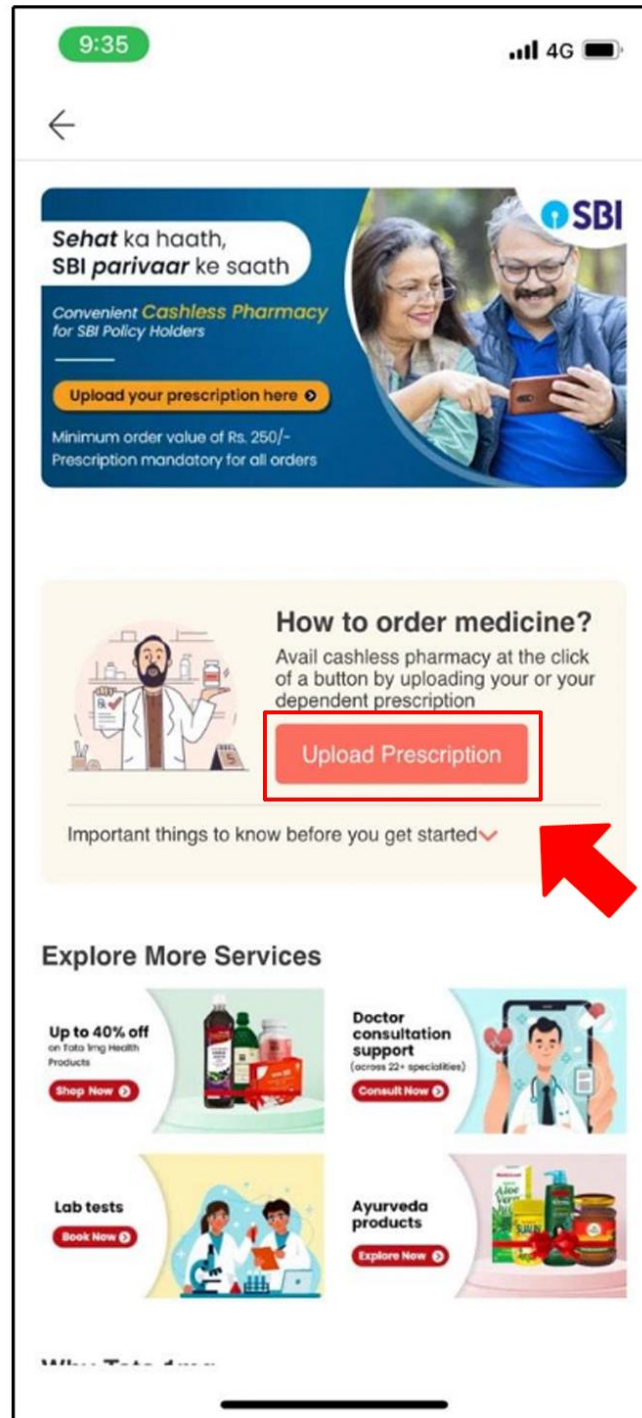 9:35
4G
SBI
Sehat ka haath,
SBI parivaar ke saath
Convenient Cashless Pharmacy
for SBI Policy Holders
Upload your prescription here
Minimum order value of Rs. 250/-
Prescription mandatory for all orders
How to order medicine?
Avail cashless pharmacy at the click
of a button by uploading your or your
dependent prescription
Upload Prescription
Important things to know before you get started
Explore More Services
Up to 40% off
on Tata 1mg Health
Products
Shop Now
Doctor
consultation
support
(across 22+ specialities)
Consult Now
Lab tests
Book Now
Ayurveda
products
Explore Now
Aloe
Vera